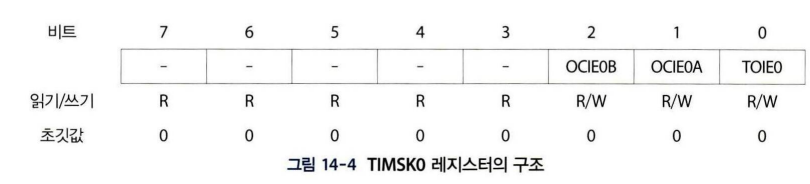 비트 7 6 5 4 3 2 1 0
- - - - - OCIE0B OCIE0A TOIE0
읽기/쓰기 R R R R R R/W R/W R/W
초깃값 0 0 0 0 0 0 0 0
그림 14-4 TIMSK0 레지스터의 구조